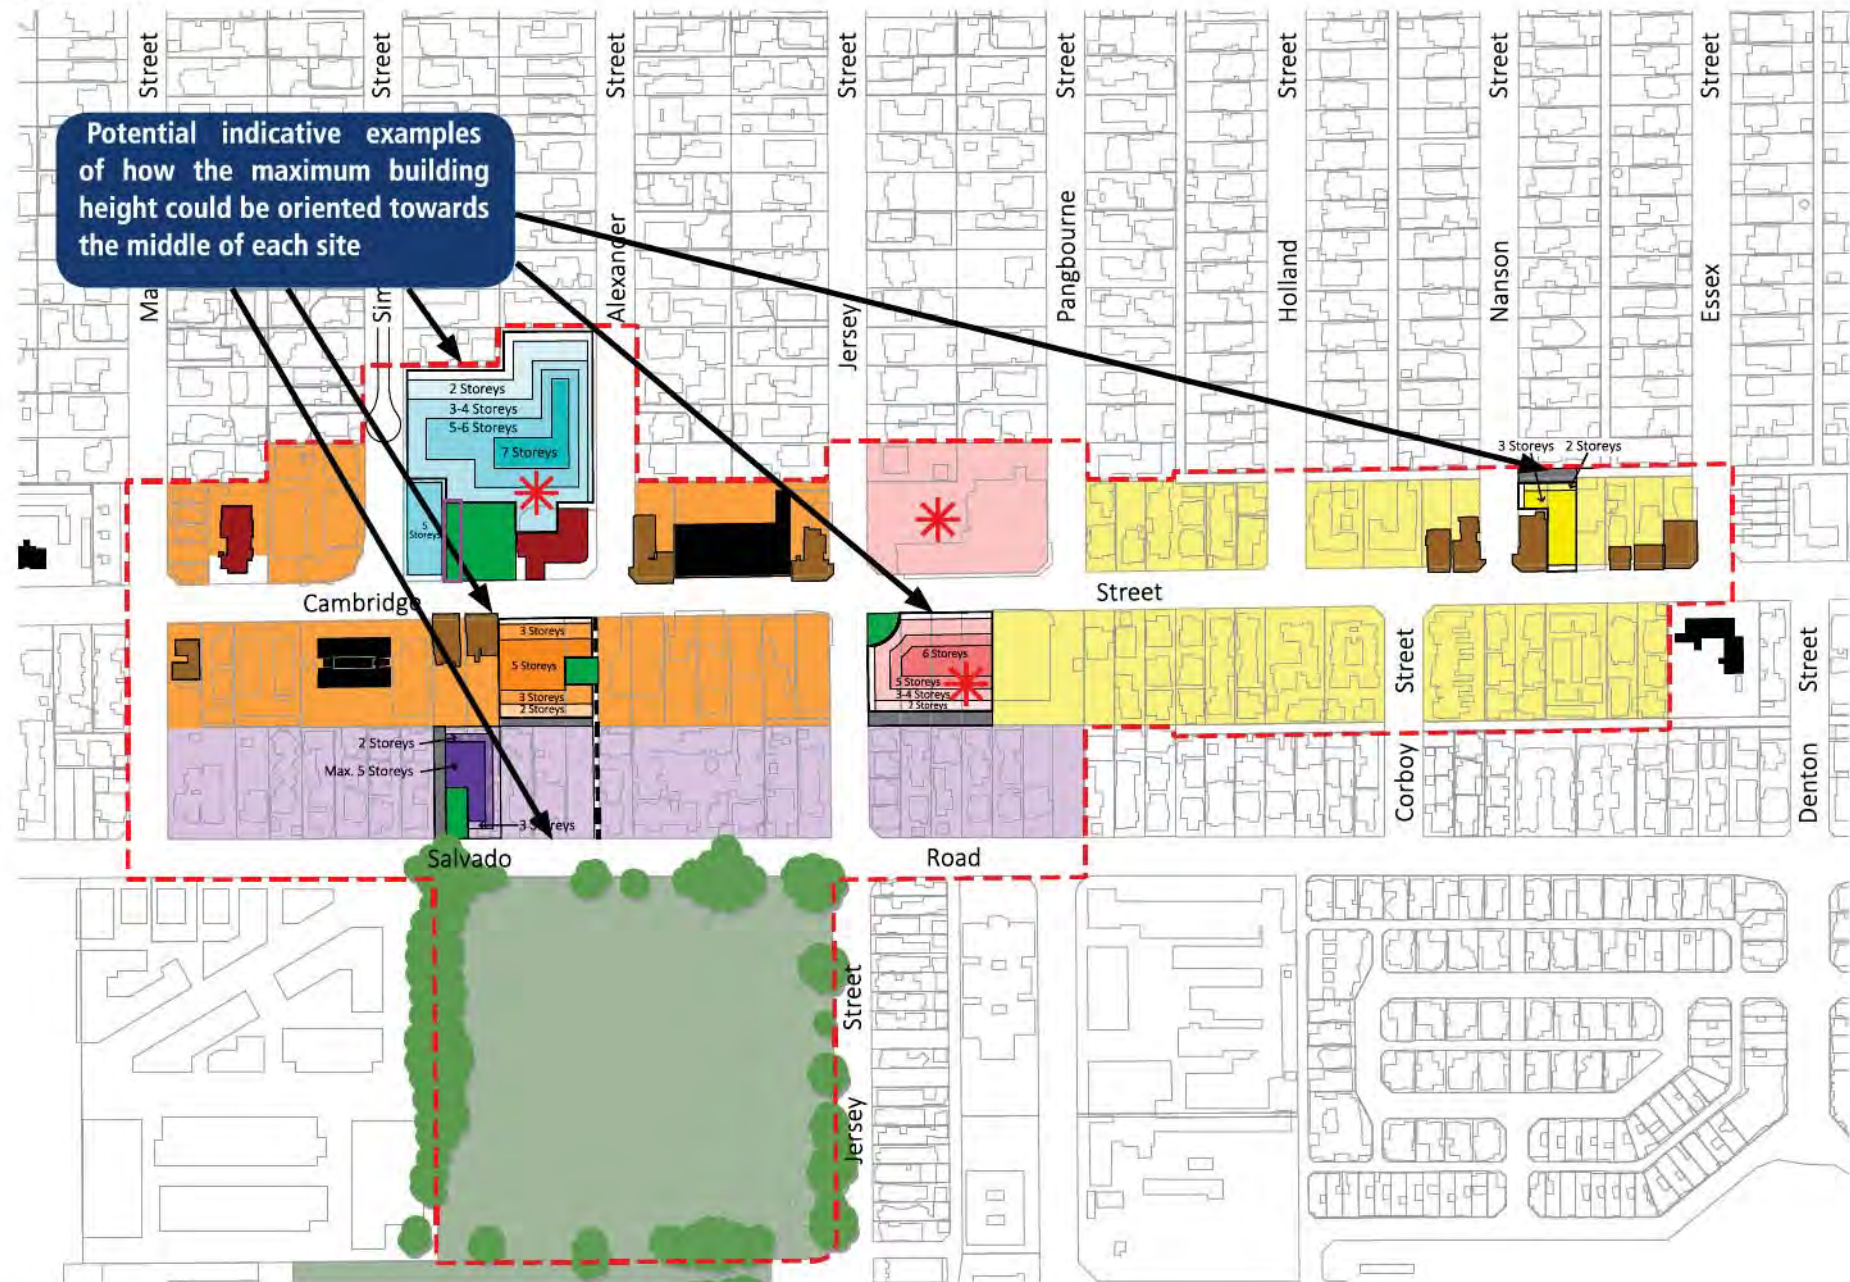 Street
Street
Street
Street
Street
Street
Street
Street
Potential indicative examples
of how the maximum building
height could be oriented towards
the middle of each site
Alexander
Jersey
Pangbourne
Holland
Nanson
Essex
Ma
Sim
2 Storeys
3-4 Storeys
5-6 Storeys
7 Storeys
5
Storeys
3 Storeys
2 Storeys
Cambridge
Street
3 Storeys
5 Storeys
3 Storeys
2 Storeys
6 Storeys
5 Storeys
3-4 Storeys
2 Storeys
Street
Corboy
Street
Denton
2 Storeys
Max. 5 Storeys
3 Storeys
Salvado
Road
Street
Jersey